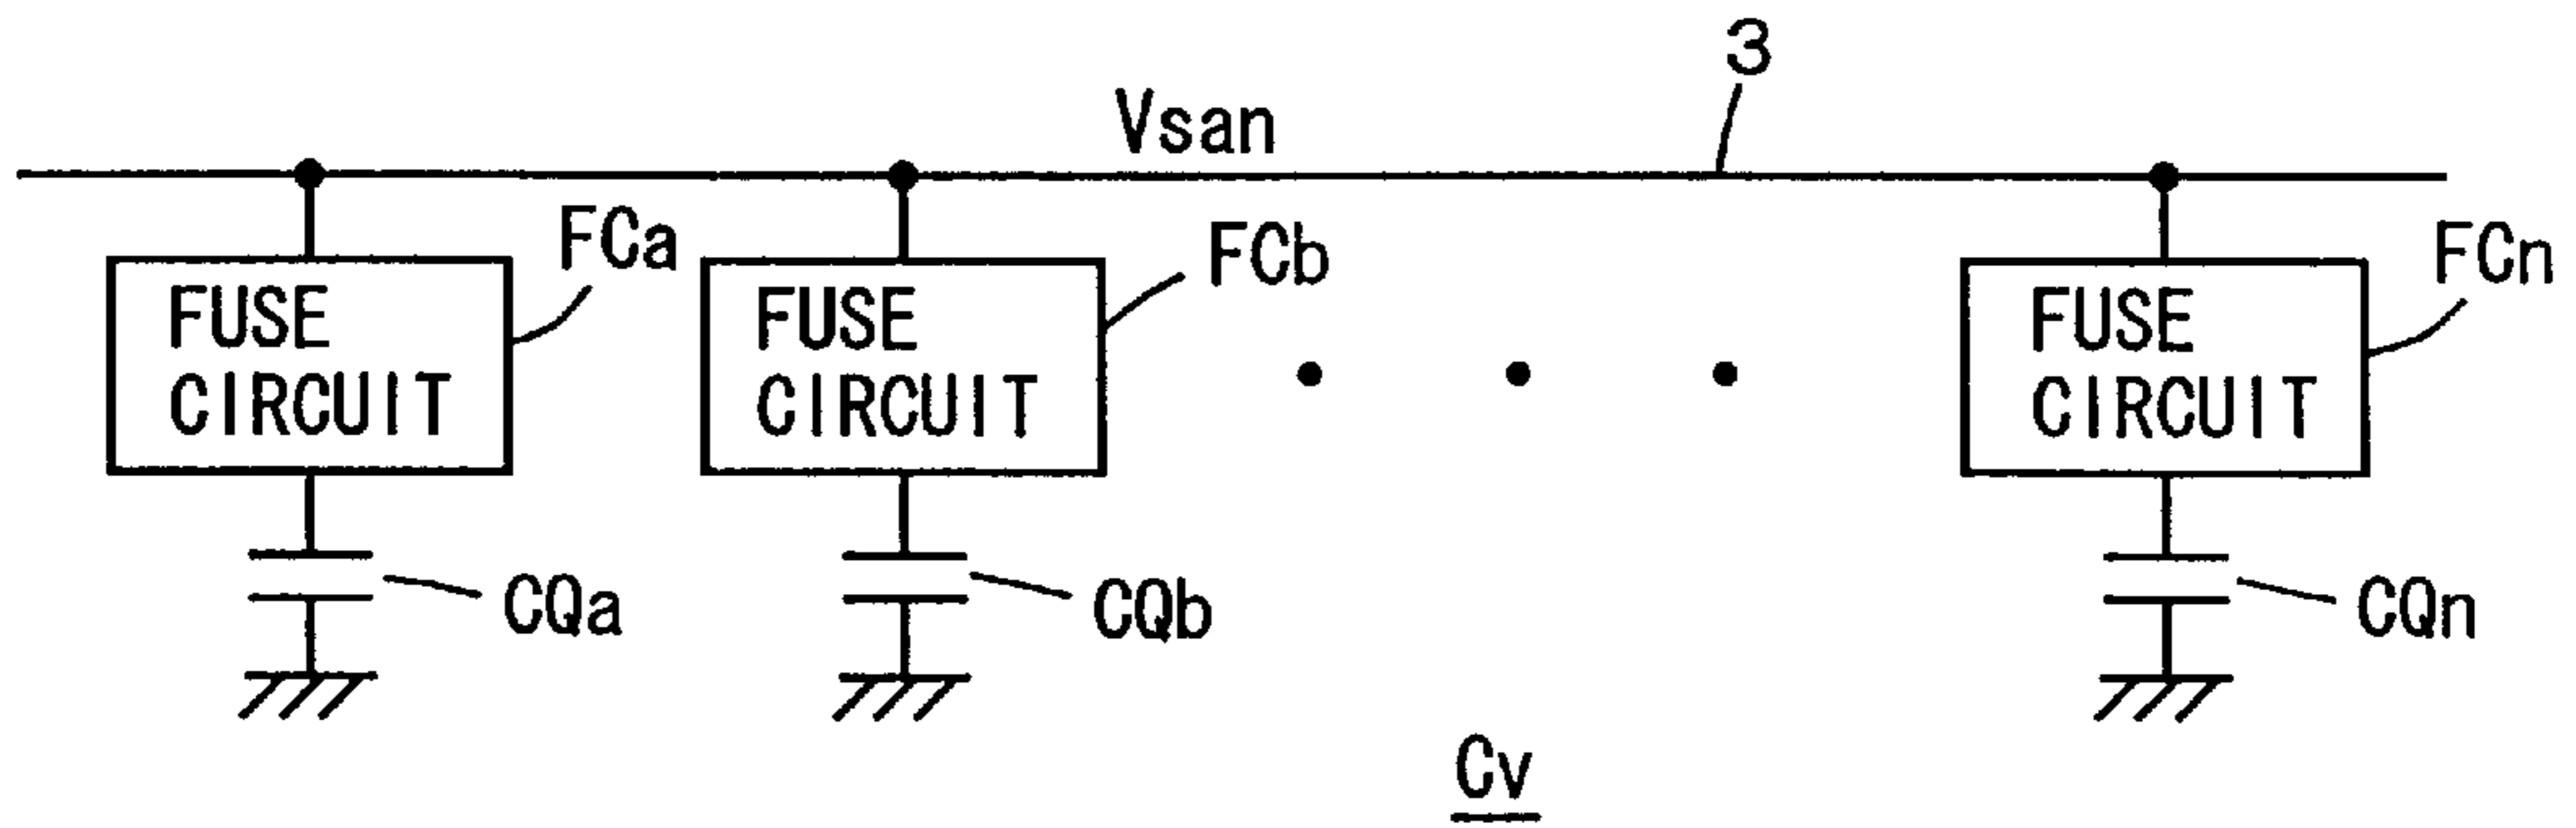 3
Vsan
FCa
FCb
FCn
FUSE
CIRCUIT
FUSE
CIRCUIT
FUSE
CIRCUIT
CQa
CQb
CQn
Cv